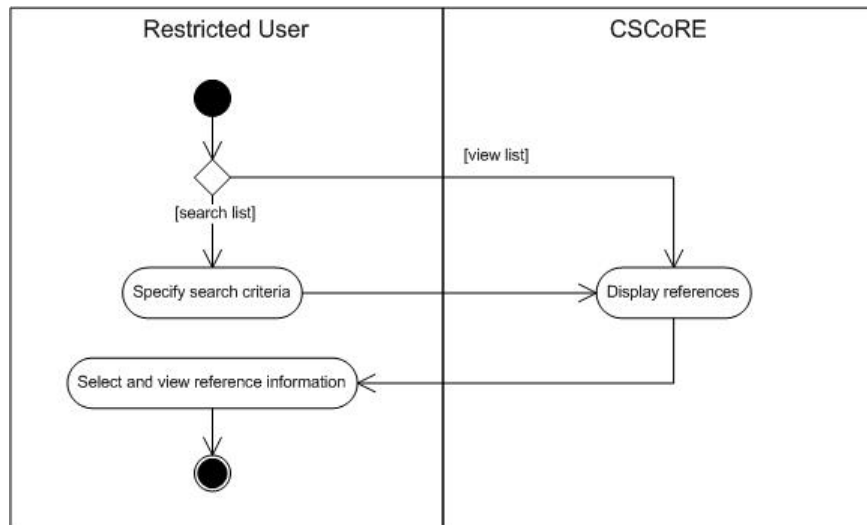 Restricted User
CSCoRE
[view list]
[search list]
Specify search criteria
Display references
Select and view reference information